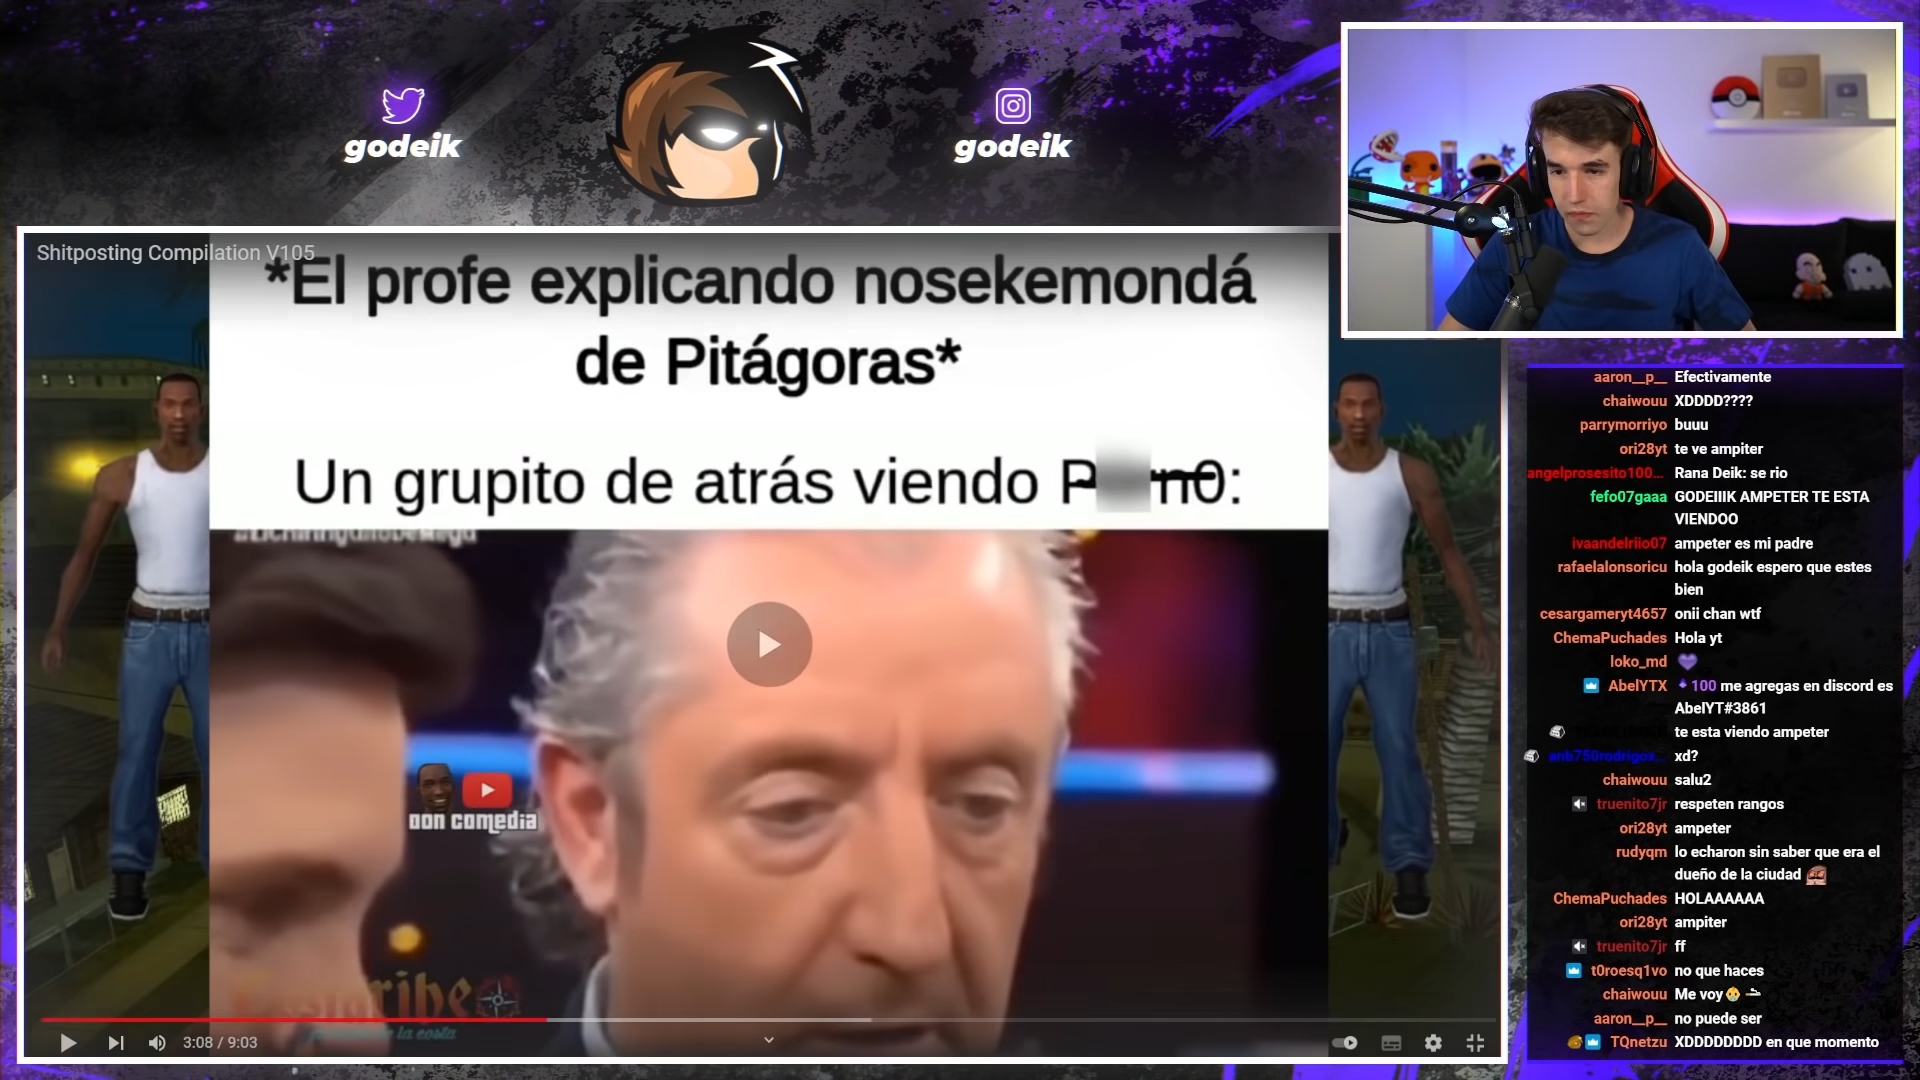 godeik
godeik
Shitposting Compilation V105
*El profe explicando nosekemondá
de Pitágoras*
Un grupito de atrás viendo P
n0:
oon comedia
de la costa
3:08 / 9:03
aaron__p__ Efectivamente
chaiwouu XDDDD????
parrymorriyo buuu
ori28yt te ve ampiter
angelprosesito100... Rana Deik: se rio
fefo07gaaa GODEIIIK AMPETER TE ESTA
VIENDOO
ivaandelriio07 ampeter es mi padre
rafaelalonsoricu hola godeik espero que estes
bien
cesargameryt4657 onii chan wtf
ChemaPuchades Hola yt
loko_md
AbelYTX 100 me agregas en discord es
AbelYT#3861
te esta viendo ampeter
anb750rodrigox... xd?
chaiwouu salu2
truenito7jr respeten rangos
ori28yt ampeter
rudyqm lo echaron sin saber que era el
dueño de la ciudad
ChemaPuchades HOLAAAAAA
ori28yt ampiter
truenito7jr ff
t0roesq1vo no que haces
chaiwouu Me voy
aaron__p__ no puede ser
TQnetzu XDDDDDDDD en que momento